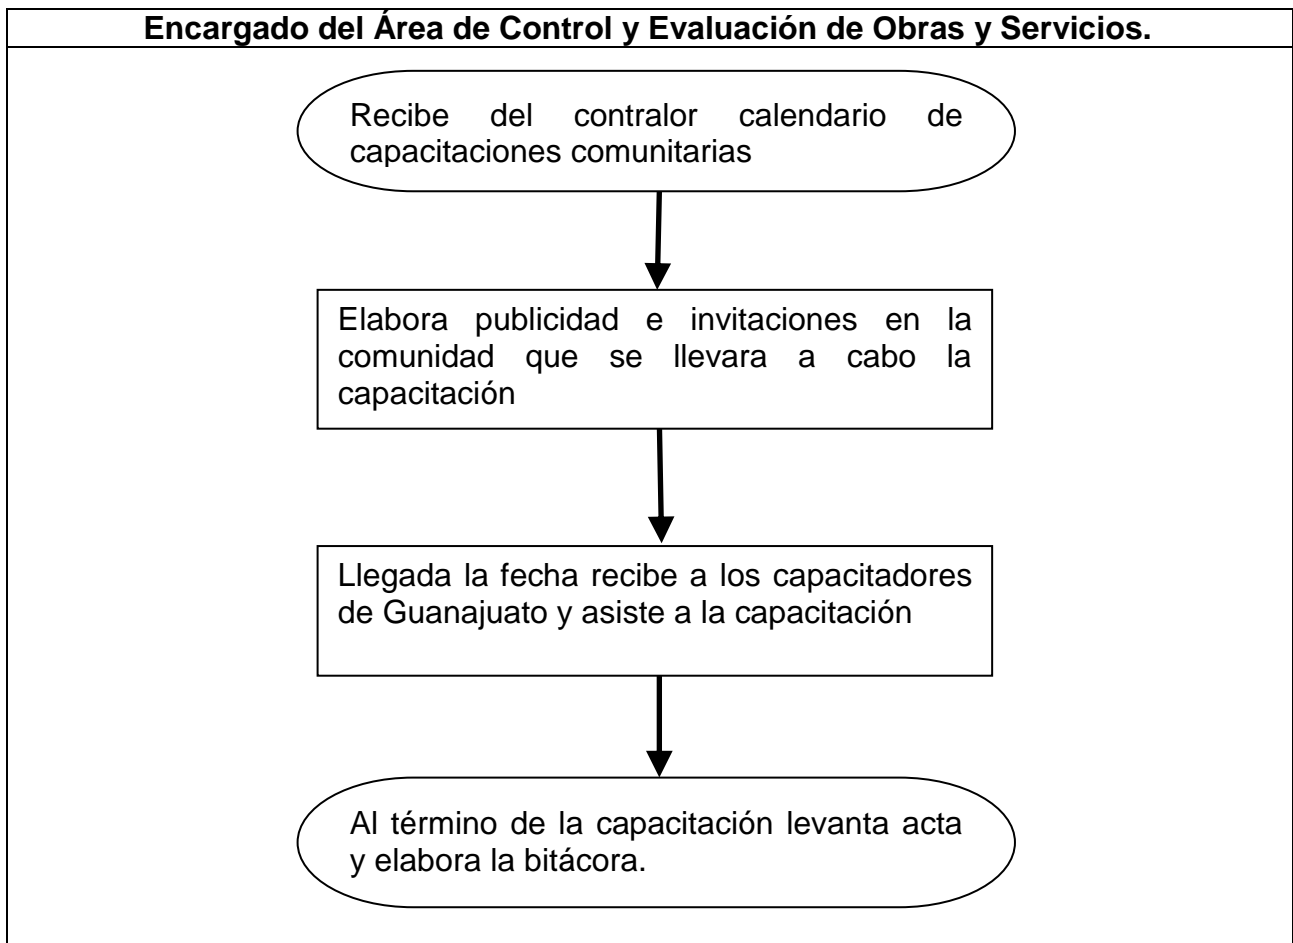 Encargado del Área de Control y Evaluación de Obras y Servicios.
Recibe del contralor calendario de
capacitaciones comunitarias
Elabora publicidad e invitaciones en la
comunidad que se llevara a cabo la
capacitación
Llegada la fecha recibe a los capacitadores
de Guanajuato y asiste a la capacitación
Al término de la capacitación levanta acta
y elabora la bitácora.